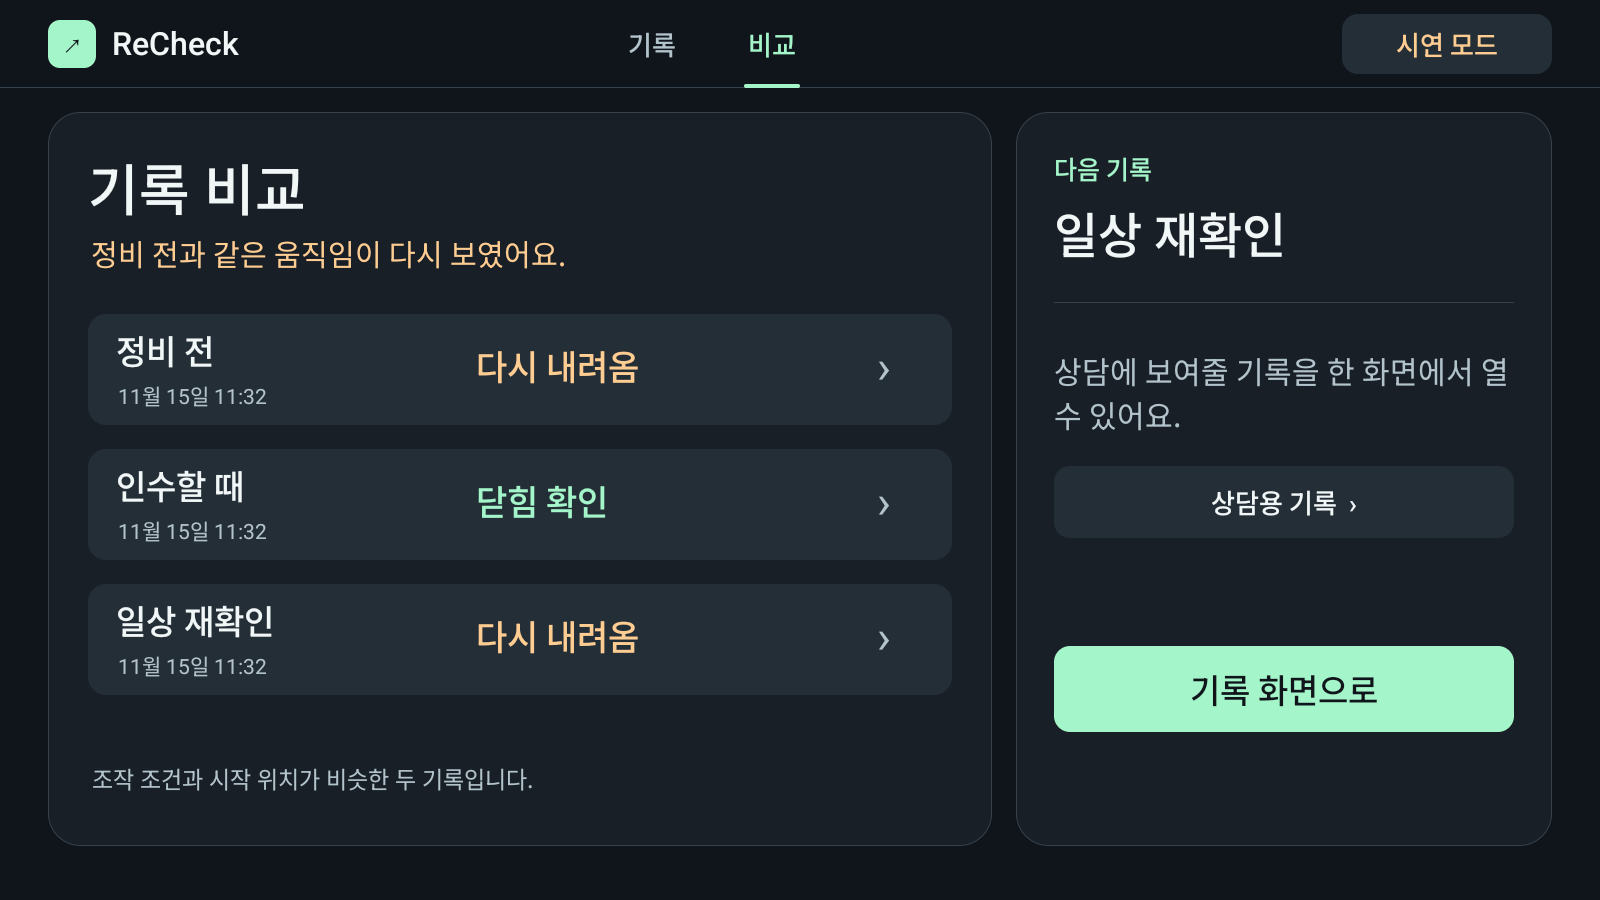 ReCheck
기록
비교
시연 모드
기록 비교
정비 전과 같은 움직임이 다시 보였어요.
정비 전
다시 내려옴
11월 15일 11:32
인수할 때
닫힘 확인
11월 15일 11:32
일상 재확인
다시 내려옴
11월 15일 11:32
조작 조건과 시작 위치가 비슷한 두 기록입니다.
다음 기록
일상 재확인
상담에 보여줄 기록을 한 화면에서 열
수 있어요.
상담용 기록 ›
기록 화면으로